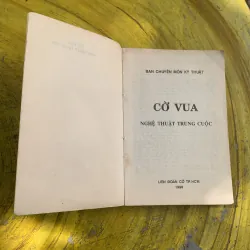 BAN CHUYÊN MÔN KỸ THUẬT
CỜ VUA
NGHỆ THUẬT TRUNG CUỘC
LIÊN ĐOÀN CỜ TP.HCM